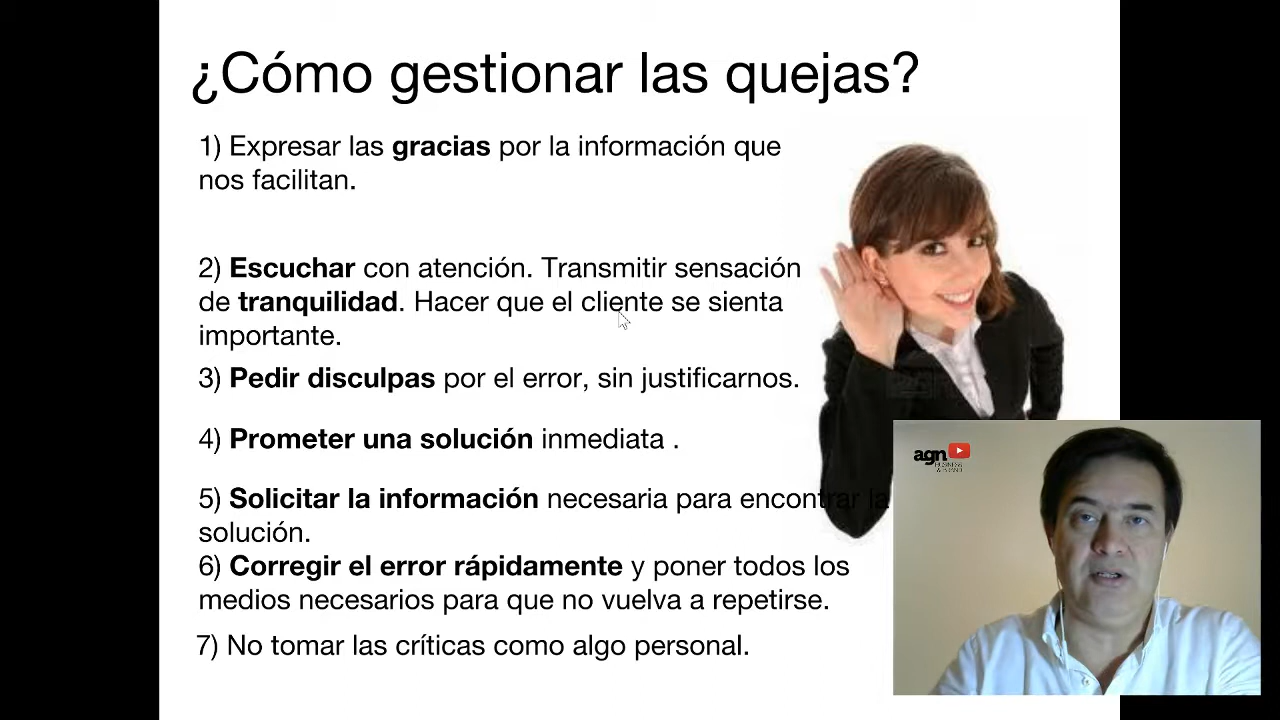 ¿Cómo gestionar las quejas?
1) Expresar las gracias por la información que
nos facilitan.
2) Escuchar con atención. Transmitir sensación
de tranquilidad. Hacer que el cliente se sienta
importante.
3) Pedir disculpas por el error, sin justificarnos.
4) Prometer una solución inmediata .
5) Solicitar la información necesaria para encontrar la
solución.
6) Corregir el error rápidamente y poner todos los
medios necesarios para que no vuelva a repetirse.
7) No tomar las críticas como algo personal.
agn
BUSINESS
& BRAND